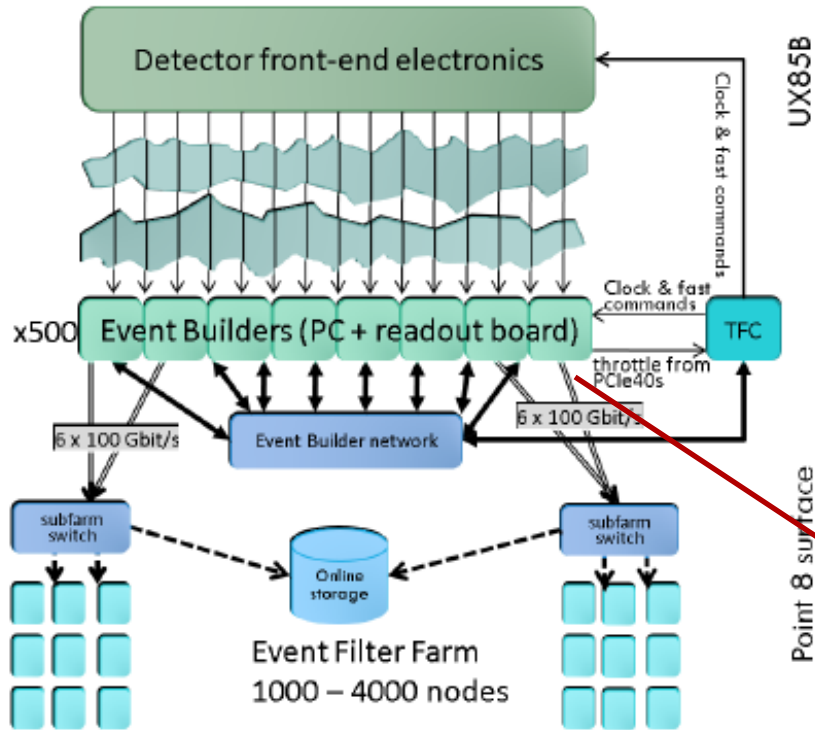 Detector front-end electronics
UX85B
Clock & fast commands
Clock & fast
commands
x500
Event Builders (PC + readout board)
TFC
throttle from
PCIe40s
6 x 100 Gbit/s
Event Builder network
6 x 100 Gbit/s
subfarm
switch
subfarm
switch
Online
storage
Point 8 surface
Event Filter Farm
1000 – 4000 nodes